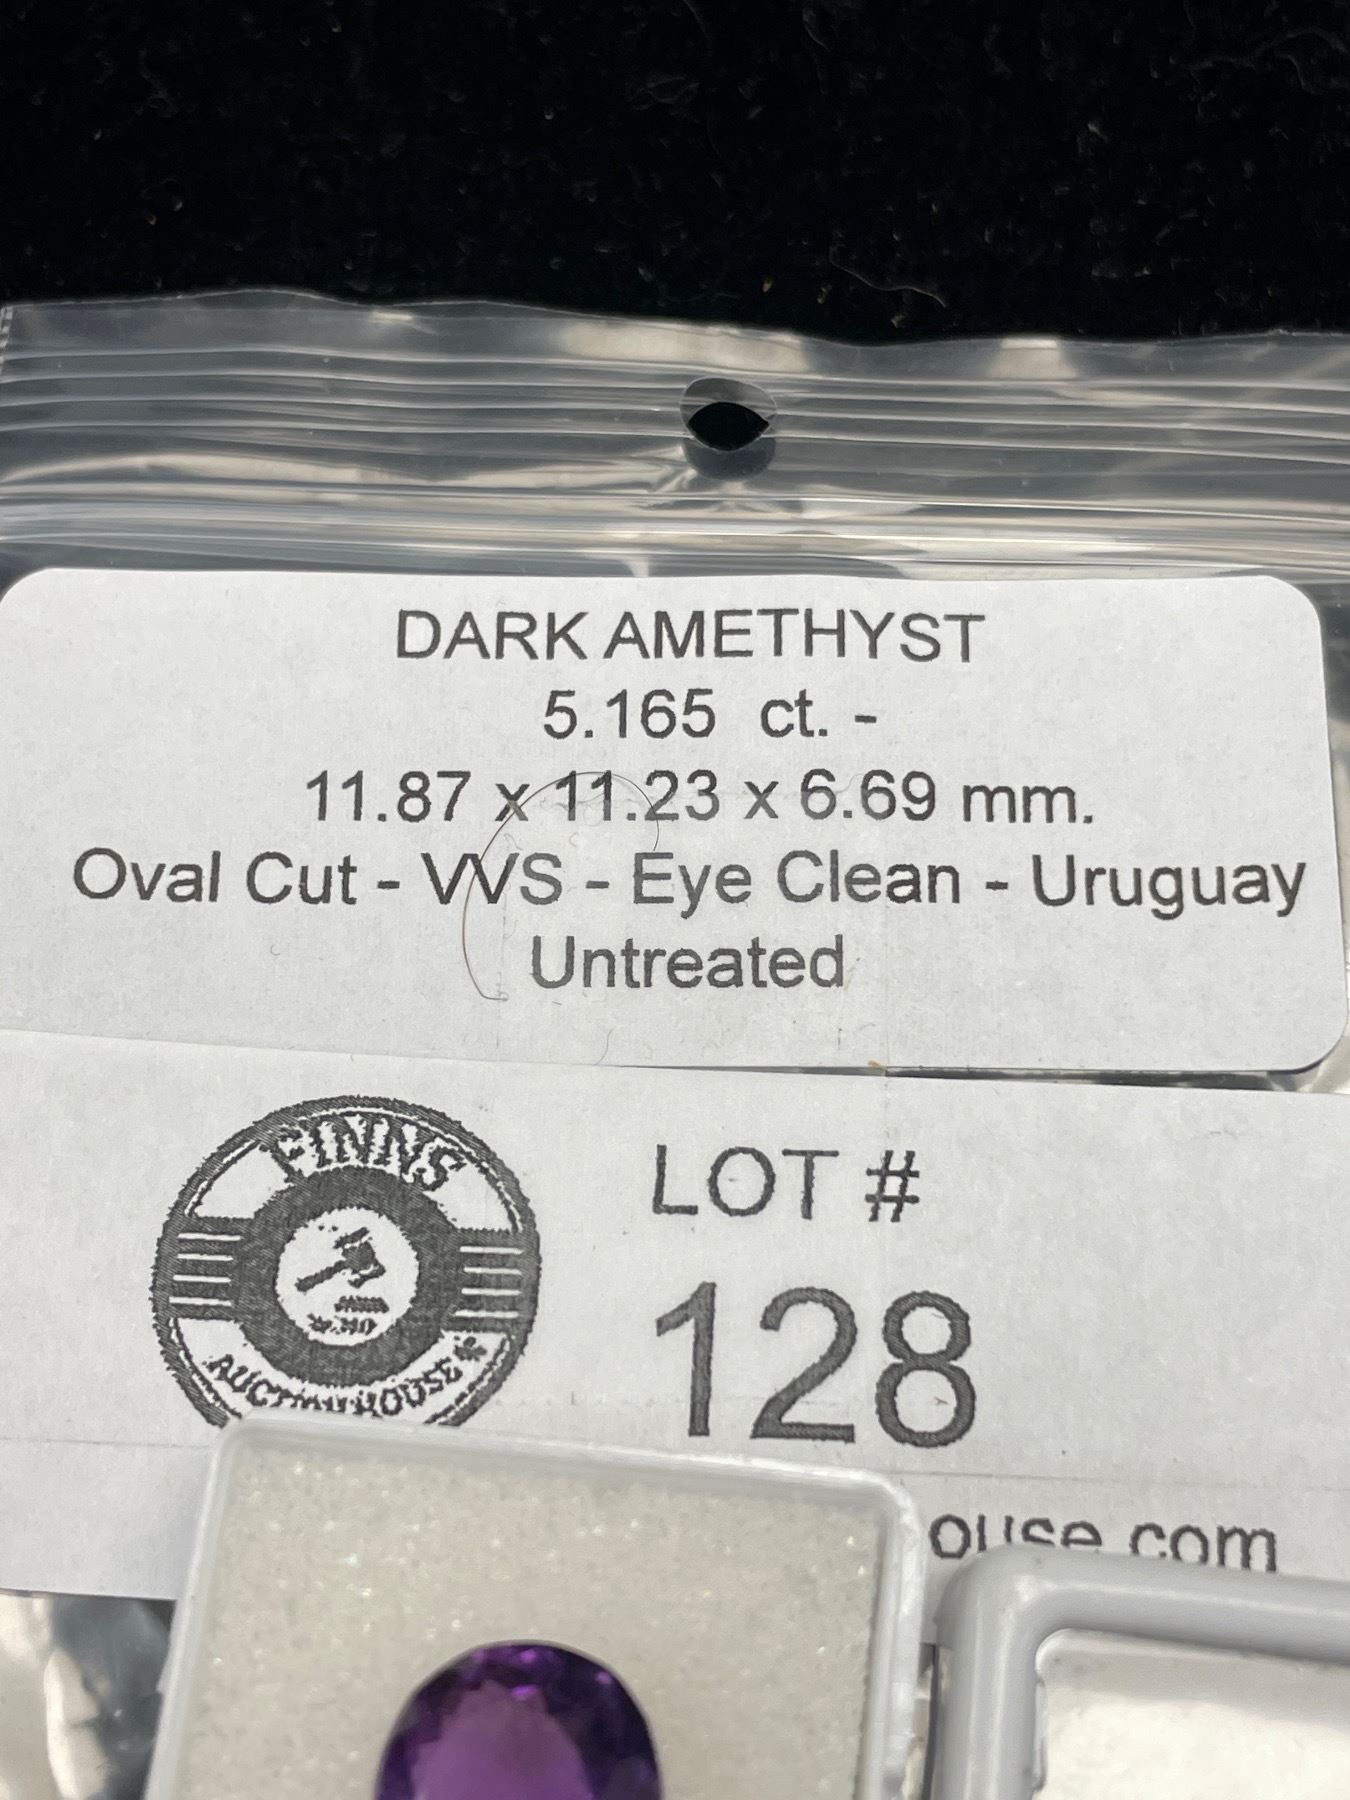 DARK AMETHYST
5.165 ct. -
11.87 x 11.23 x 6.69 mm.
Oval Cut - VVS - Eye Clean - Uruguay
Untreated
FINNS
AUCTION HOUSE
LOT #
128
ouse.com